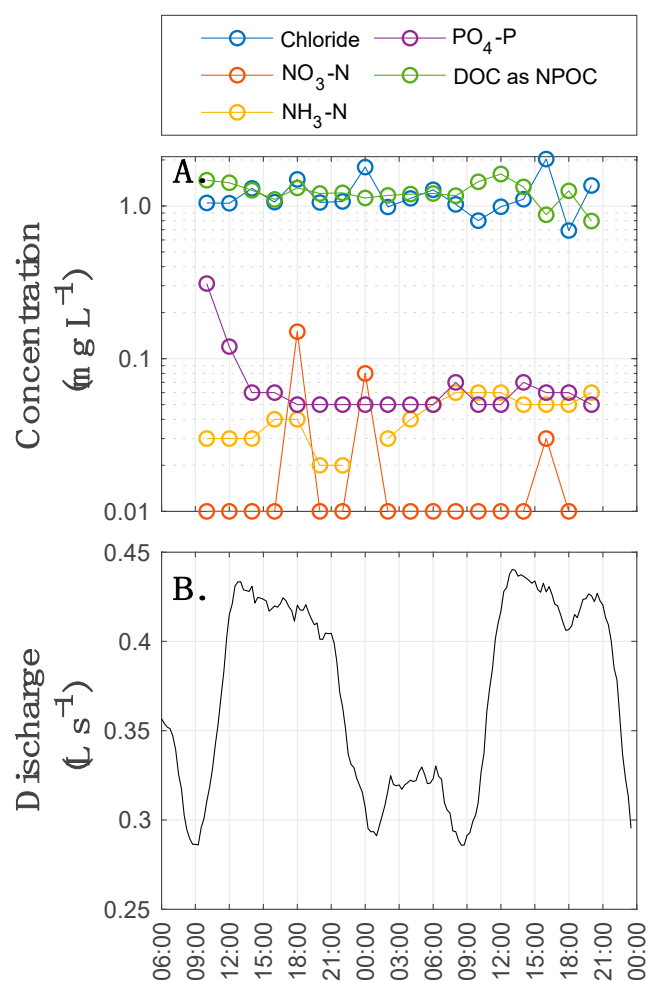 Chloride
PO4-P
NO3-N
DOC as NPOC
NH3-N
A.
1.0
0.1
0.01
Concentration
(mg L−1)
B.
0.45
0.4
0.35
0.3
0.25
Discharge
(L s−1)
06:00
09:00
12:00
15:00
18:00
21:00
00:00
03:00
06:00
09:00
12:00
15:00
18:00
21:00
00:00